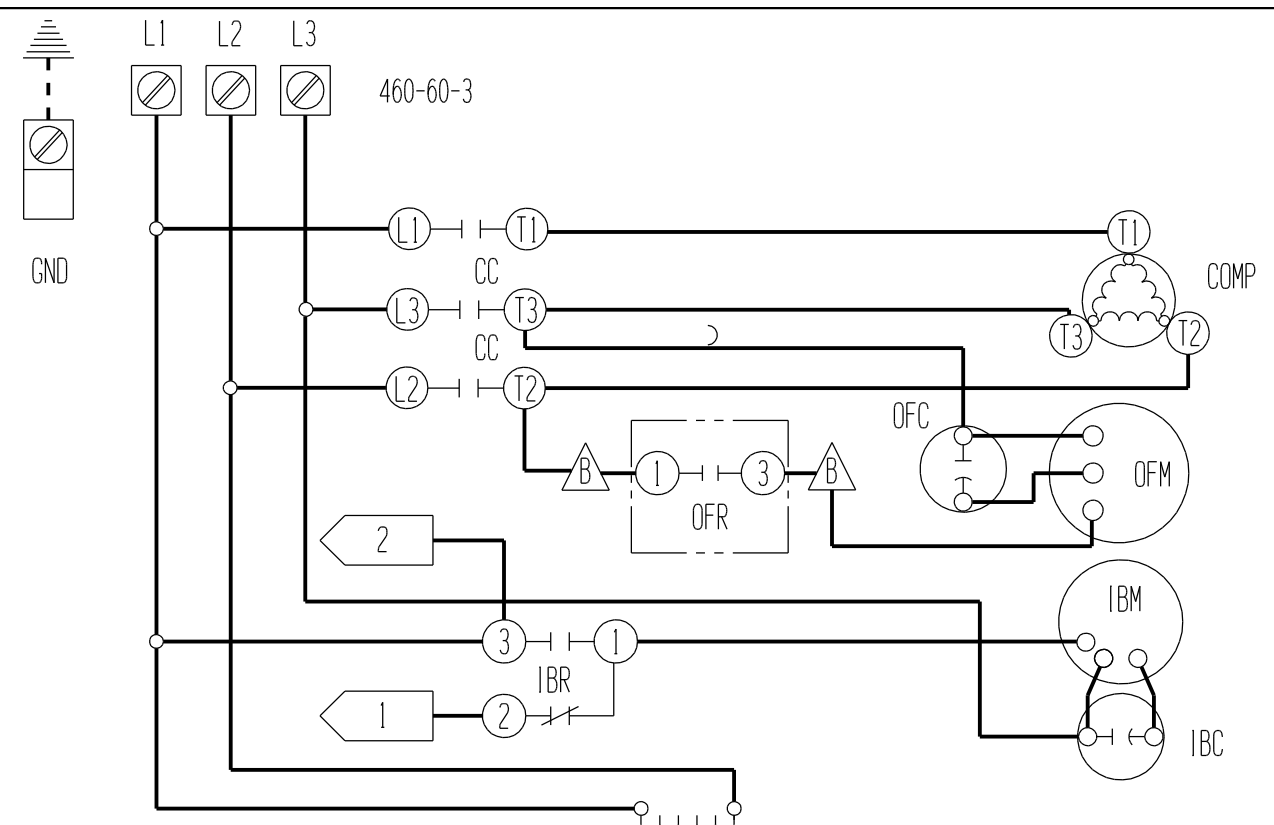 L1 L2 L3
460-60-3
GND
L1 T1 T1
CC
COMP
L3 T3 T3 T2
CC
L2 T2
OFC
B 1 3 B OFM
OFR
2
IBM
3 1
IBR
1 2
IBC